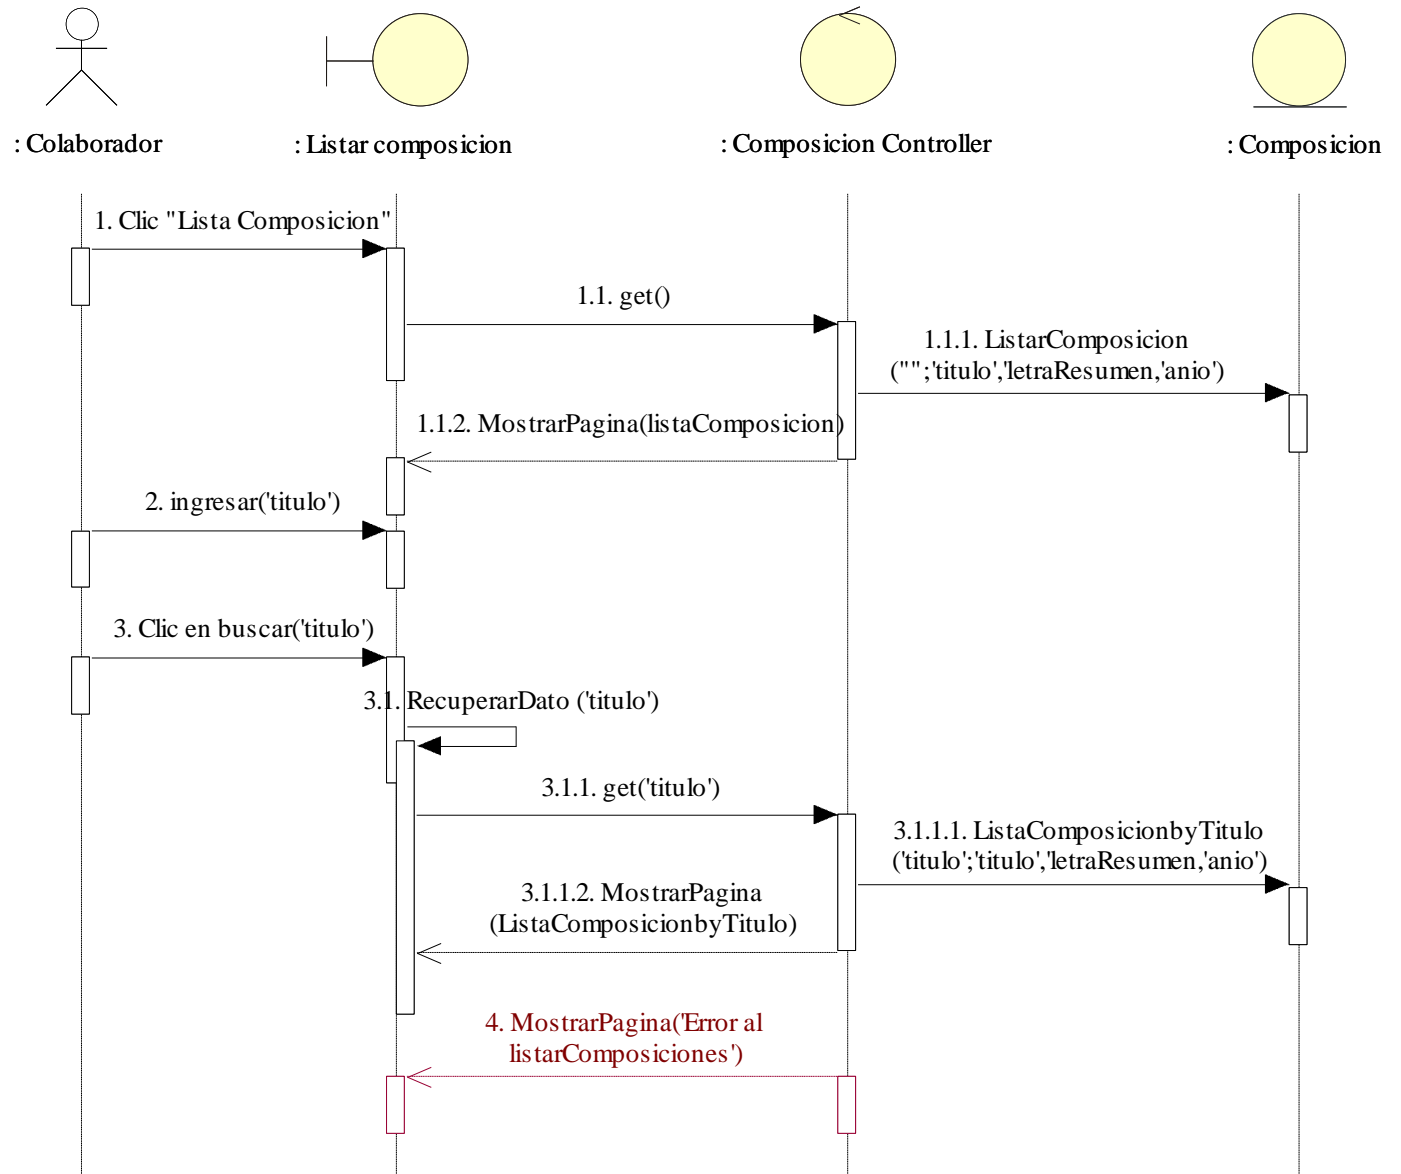 : Colaborador
: Listar composicion
: Composicion Controller
: Composicion
1. Clic "Lista Composicion"
1.1. get()
1.1.1. ListarComposicion
("";'titulo','letraResumen,'anio')
1.1.2. MostrarPagina(listaComposicion)
2. ingresar('titulo')
3. Clic en buscar('titulo')
3.1. RecuperarDato ('titulo')
3.1.1. get('titulo')
3.1.1.1. ListaComposicionbyTitulo
('titulo';'titulo','letraResumen,'anio')
3.1.1.2. MostrarPagina
(ListaComposicionbyTitulo)
4. MostrarPagina('Error al
listarComposiciones')